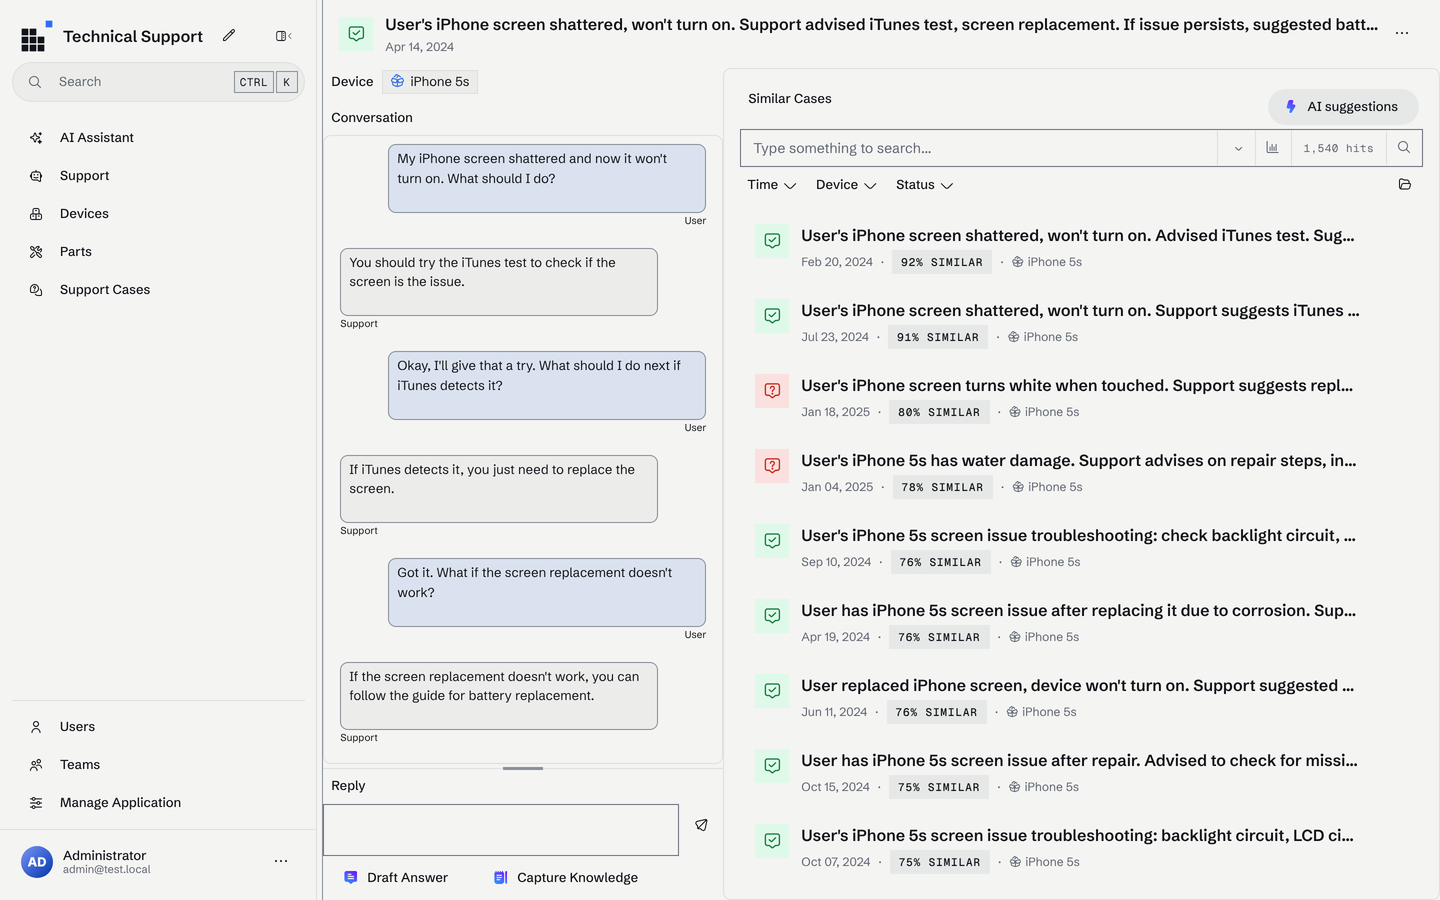 Technical Support
Search
CTRL K
AI Assistant
Support
Devices
Parts
Support Cases
Users
Teams
Manage Application
AD
Administrator
admin@test.local
...
User's iPhone screen shattered, won't turn on. Support advised iTunes test, screen replacement. If issue persists, suggested batt...
Apr 14, 2024
...
Device
iPhone 5s
Conversation
My iPhone screen shattered and now it won't
turn on. What should I do?
User
You should try the iTunes test to check if the
screen is the issue.
Support
Okay, I'll give that a try. What should I do next if
iTunes detects it?
User
If iTunes detects it, you just need to replace the
screen.
Support
Got it. What if the screen replacement doesn't
work?
User
If the screen replacement doesn't work, you can
follow the guide for battery replacement.
Support
Reply
Draft Answer
Capture Knowledge
Similar Cases
AI suggestions
Type something to search...
1,540 hits
Time
Device
Status
User's iPhone screen shattered, won't turn on. Advised iTunes test. Sug...
Feb 20, 2024 · 92% SIMILAR · iPhone 5s
User's iPhone screen shattered, won't turn on. Support suggests iTunes ...
Jul 23, 2024 · 91% SIMILAR · iPhone 5s
User's iPhone screen turns white when touched. Support suggests repl...
Jan 18, 2025 · 80% SIMILAR · iPhone 5s
User's iPhone 5s has water damage. Support advises on repair steps, in...
Jan 04, 2025 · 78% SIMILAR · iPhone 5s
User's iPhone 5s screen issue troubleshooting: check backlight circuit, ...
Sep 10, 2024 · 76% SIMILAR · iPhone 5s
User has iPhone 5s screen issue after replacing it due to corrosion. Sup...
Apr 19, 2024 · 76% SIMILAR · iPhone 5s
User replaced iPhone screen, device won't turn on. Support suggested ...
Jun 11, 2024 · 76% SIMILAR · iPhone 5s
User has iPhone 5s screen issue after repair. Advised to check for missi...
Oct 15, 2024 · 75% SIMILAR · iPhone 5s
User's iPhone 5s screen issue troubleshooting: backlight circuit, LCD ci...
Oct 07, 2024 · 75% SIMILAR · iPhone 5s